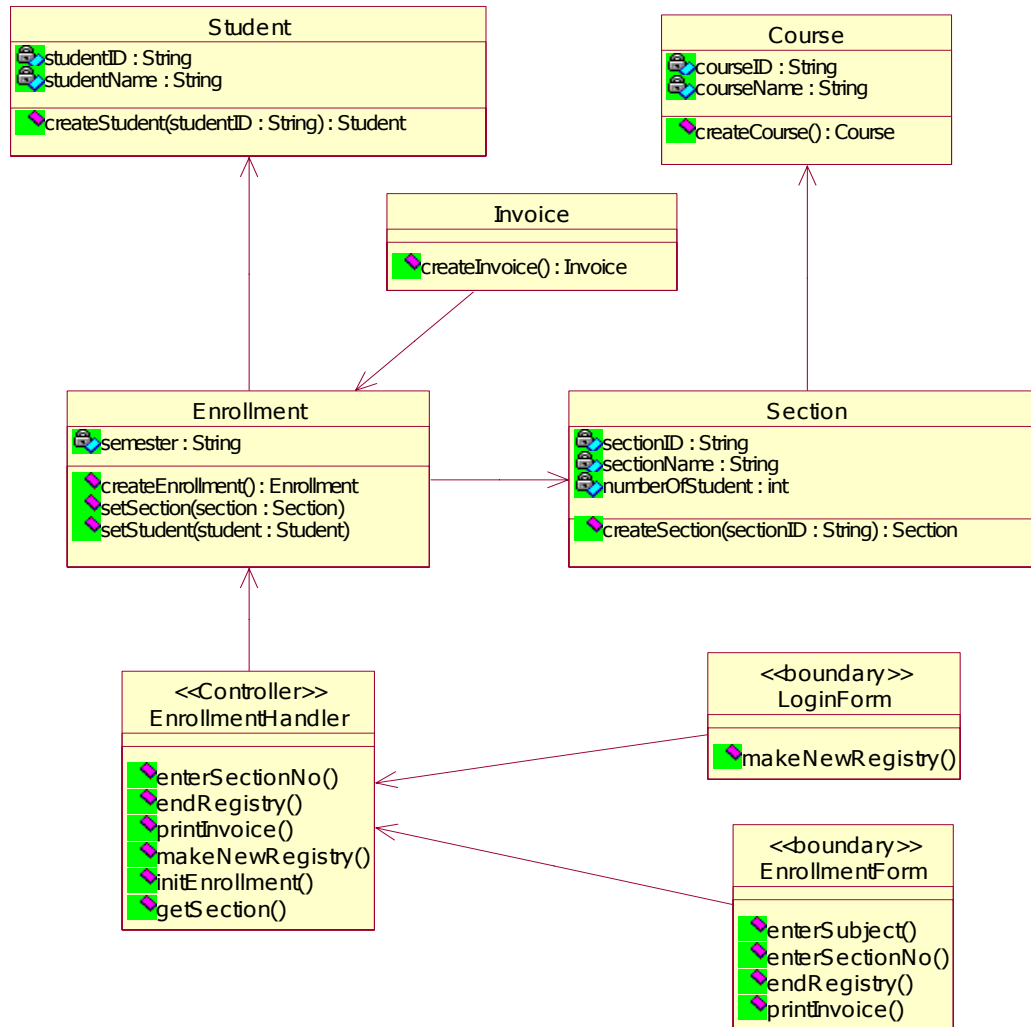 Student
studentID : String
studentName : String
createStudent(studentID : String) : Student
Course
courseID : String
courseName : String
createCourse() : Course
Invoice
createInvoice() : Invoice
Enrollment
semester : String
createEnrollment() : Enrollment
setSection(section : Section)
setStudent(student : Student)
Section
sectionID : String
sectionName : String
numberOfStudent : int
createSection(sectionID : String) : Section
<<Controller>>
EnrollmentHandler
enterSectionNo()
endRegistry()
printInvoice()
makeNewRegistry()
initEnrollment()
getSection()
<<boundary>>
LoginForm
makeNewRegistry()
<<boundary>>
EnrollmentForm
enterSubject()
enterSectionNo()
endRegistry()
printInvoice()